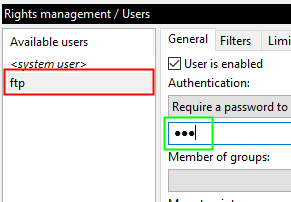 Rights management / Users
Available users
<system user>
ftp
General Filters Limi
User is enabled
Authentication:
Require a password to
●●●
Member of groups: